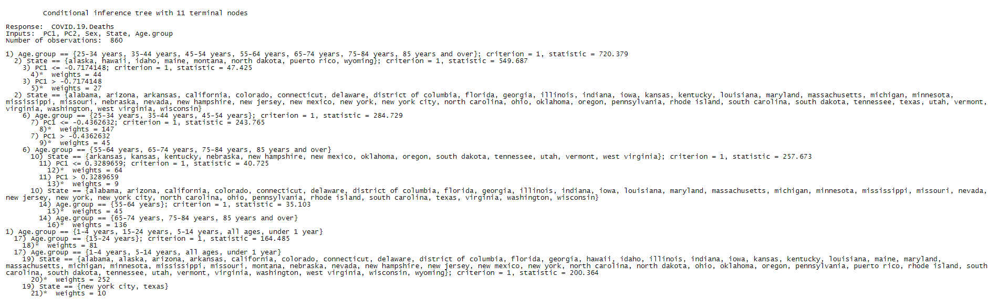 Conditional inference tree with 11 terminal nodes
Response:  COVID.19.Deaths
Inputs:  PC1, PC2, Sex, State, Age.group
Number of observations:  860
1) Age.group == {25-34 years, 35-44 years, 45-54 years, 55-64 years, 65-74 years, 75-84 years, 85 years and over}; criterion = 1, statistic = 720.379
2) State == {alaska, hawaii, idaho, maine, montana, north dakota, puerto rico, wyoming}; criterion = 1, statistic = 549.687
3) PC1 <= -0.7174148; criterion = 1, statistic = 47.425
4)*  weights = 44
3) PC1 > -0.7174148
5)*  weights = 27
2) State == {alabama, arizona, arkansas, california, colorado, connecticut, delaware, district of columbia, florida, georgia, illinois, indiana, iowa, kansas, kentucky, louisiana, maryland, massachusetts, michigan, minnesota,
mississippi, missouri, nebraska, nevada, new hampshire, new jersey, new mexico, new york, new york city, north carolina, ohio, oklahoma, oregon, pennsylvania, rhode island, south carolina, south dakota, tennessee, texas, utah, vermont,
virginia, washington, west virginia, wisconsin}
6) Age.group == {25-34 years, 35-44 years, 45-54 years}; criterion = 1, statistic = 284.729
7) PC1 <= -0.4362632; criterion = 1, statistic = 243.765
8)*  weights = 147
7) PC1 > -0.4362632
9)*  weights = 45
6) Age.group == {55-64 years, 65-74 years, 75-84 years, 85 years and over}
10) State == {arkansas, kansas, kentucky, nebraska, new hampshire, new mexico, oklahoma, oregon, south dakota, tennessee, utah, vermont, west virginia}; criterion = 1, statistic = 257.673
11) PC1 <= 0.3289659; criterion = 1, statistic = 40.725
12)*  weights = 64
11) PC1 > 0.3289659
13)*  weights = 9
10) State == {alabama, arizona, california, colorado, connecticut, delaware, district of columbia, florida, georgia, illinois, indiana, iowa, louisiana, maryland, massachusetts, michigan, minnesota, mississippi, missouri, nevada,
new jersey, new york, new york city, north carolina, ohio, pennsylvania, rhode island, south carolina, texas, virginia, washington, wisconsin}
14) Age.group == {55-64 years}; criterion = 1, statistic = 35.103
15)*  weights = 45
14) Age.group == {65-74 years, 75-84 years, 85 years and over}
16)*  weights = 136
1) Age.group == {1-4 years, 15-24 years, 5-14 years, all ages, under 1 year}
17) Age.group == {15-24 years}; criterion = 1, statistic = 164.485
18)*  weights = 81
17) Age.group == {1-4 years, 5-14 years, all ages, under 1 year}
19) State == {alabama, alaska, arizona, arkansas, california, colorado, connecticut, delaware, district of columbia, florida, georgia, hawaii, idaho, illinois, indiana, iowa, kansas, kentucky, louisiana, maine, maryland,
massachusetts, michigan, minnesota, mississippi, missouri, montana, nebraska, nevada, new hampshire, new jersey, new mexico, new york, north carolina, north dakota, ohio, oklahoma, oregon, pennsylvania, puerto rico, rhode island, south
carolina, south dakota, tennessee, utah, vermont, virginia, washington, west virginia, wisconsin, wyoming}; criterion = 1, statistic = 200.364
20)*  weights = 252
19) State == {new york city, texas}
21)*  weights = 10